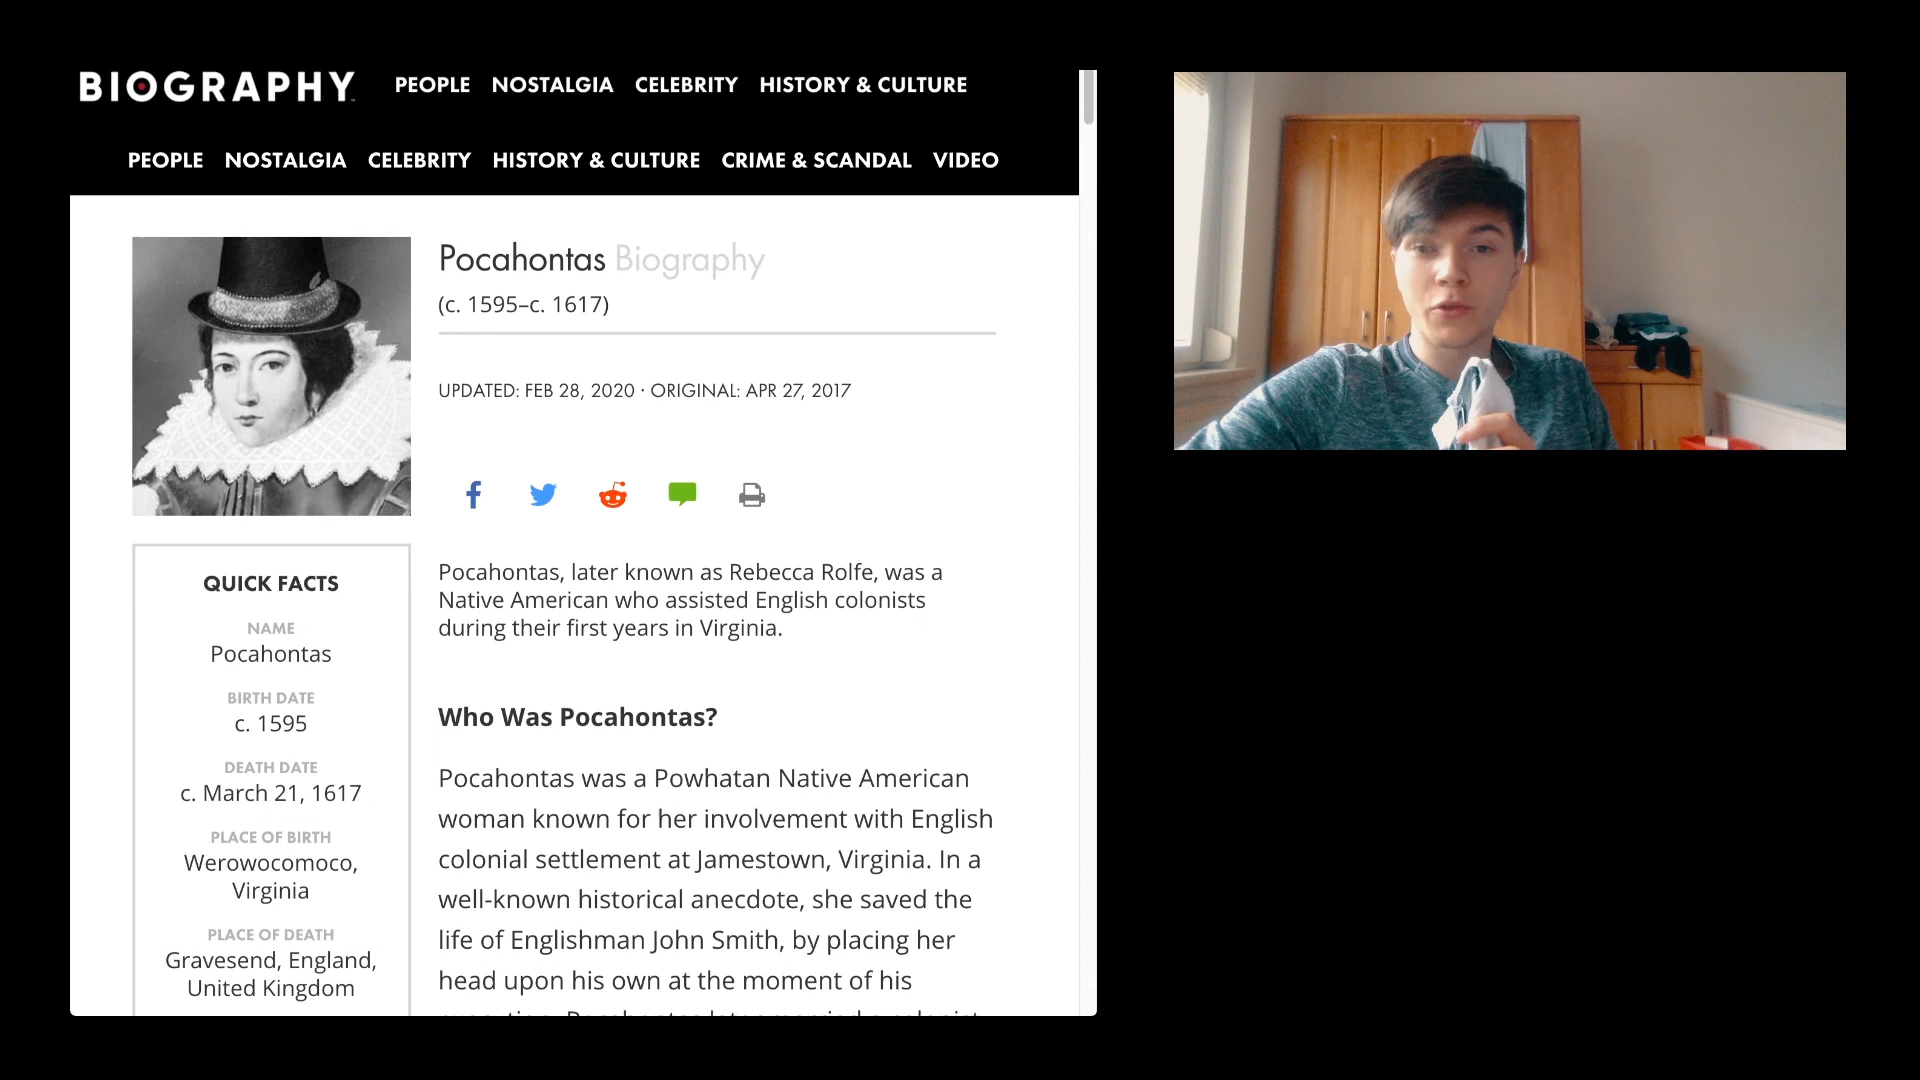 BIOGRAPHY
PEOPLE NOSTALGIA CELEBRITY HISTORY & CULTURE
PEOPLE NOSTALGIA CELEBRITY HISTORY & CULTURE CRIME & SCANDAL VIDEO
Pocahontas Biography
(c. 1595–c. 1617)
UPDATED: FEB 28, 2020 · ORIGINAL: APR 27, 2017
QUICK FACTS
NAME
Pocahontas
BIRTH DATE
c. 1595
DEATH DATE
c. March 21, 1617
PLACE OF BIRTH
Werowocomoco,
Virginia
PLACE OF DEATH
Gravesend, England,
United Kingdom
Pocahontas, later known as Rebecca Rolfe, was a
Native American who assisted English colonists
during their first years in Virginia.
Who Was Pocahontas?
Pocahontas was a Powhatan Native American
woman known for her involvement with English
colonial settlement at Jamestown, Virginia. In a
well-known historical anecdote, she saved the
life of Englishman John Smith, by placing her
head upon his own at the moment of his